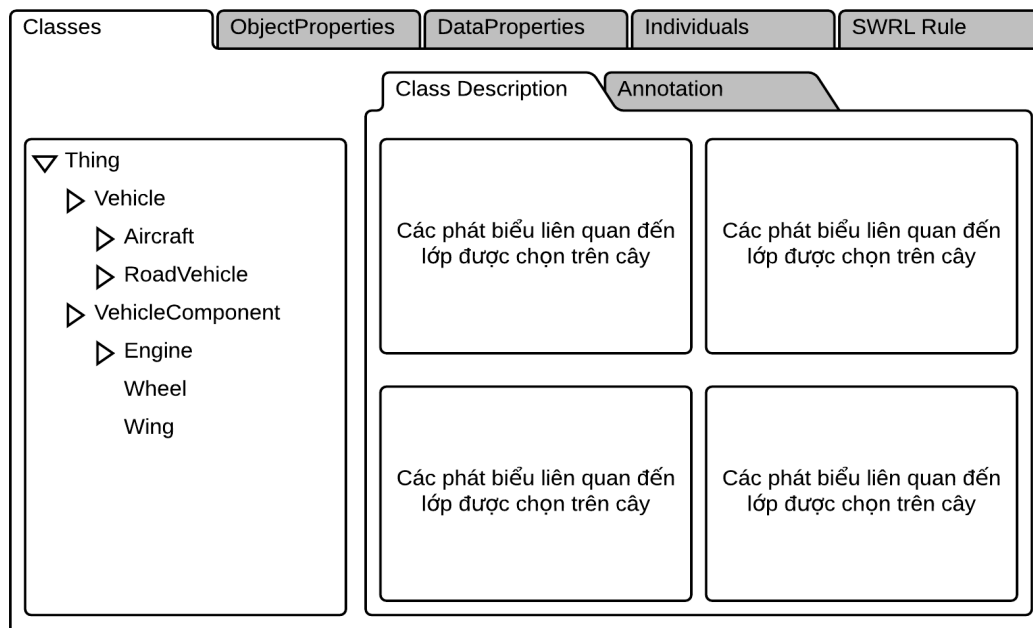 Classes
ObjectProperties
DataProperties
Individuals
SWRL Rule
Class Description
Annotation
Thing
Vehicle
Aircraft
RoadVehicle
VehicleComponent
Engine
Wheel
Wing
Các phát biểu liên quan đến
lớp được chọn trên cây
Các phát biểu liên quan đến
lớp được chọn trên cây
Các phát biểu liên quan đến
lớp được chọn trên cây
Các phát biểu liên quan đến
lớp được chọn trên cây